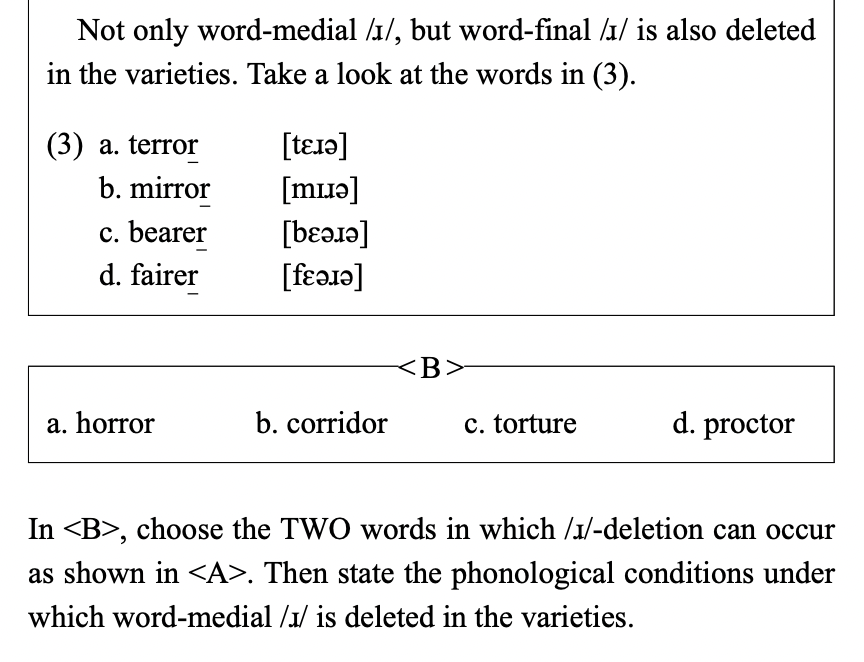 Not only word-medial /ɹ/, but word-final /ɹ/ is also deleted
in the varieties. Take a look at the words in (3).
(3) a. terror [tɛɹə]
b. mirror [mɪɹə]
c. bearer [bɛəɹə]
d. fairer [fɛəɹə]
<B>
a. horror b. corridor c. torture d. proctor
In <B>, choose the TWO words in which /ɹ/-deletion can occur
as shown in <A>. Then state the phonological conditions under
which word-medial /ɹ/ is deleted in the varieties.